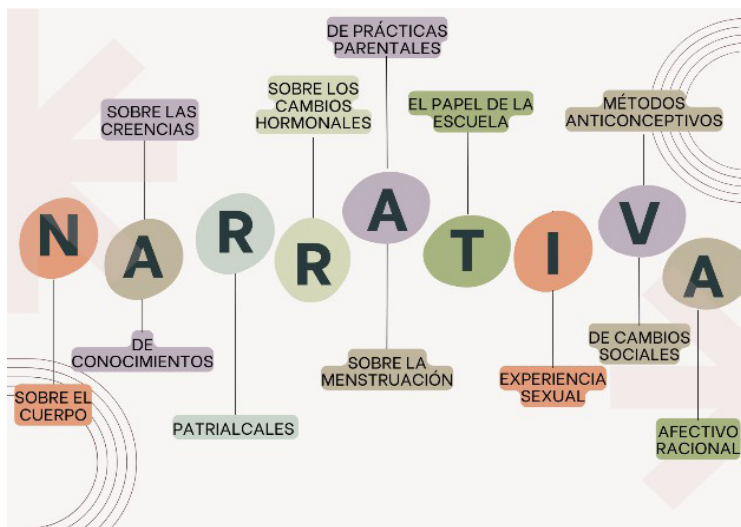 DE PRÁCTICAS
PARENTALES
SOBRE LOS
CAMBIOS
HORMONALES
SOBRE LAS
CREENCIAS
EL PAPEL DE LA
ESCUELA
MÉTODOS
ANTICONCEPTIVOS
NARRATIVA
DE
CONOCIMIENTOS
SOBRE EL
CUERPO
PATRIALCALES
SOBRE LA
MENSTRUACIÓN
EXPERIENCIA
SEXUAL
DE CAMBIOS
SOCIALES
AFECTIVO
RACIONAL